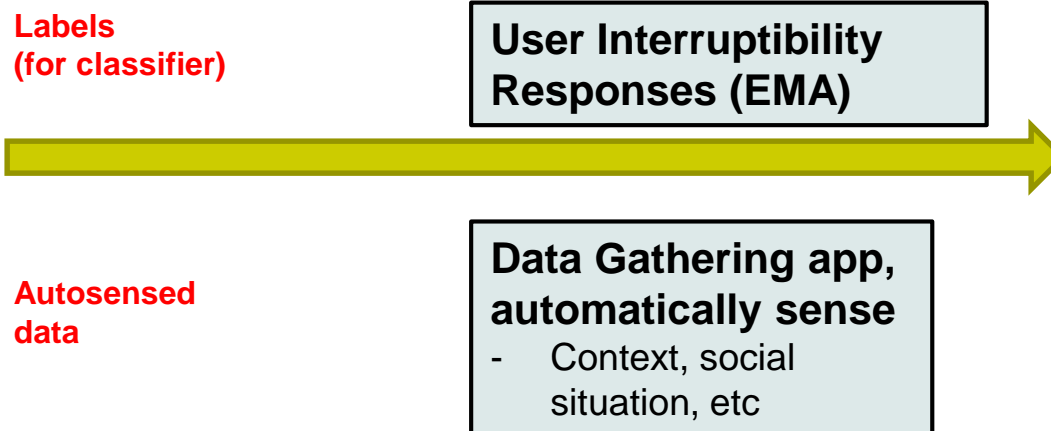 Labels
(for classifier)
User Interruptibility
Responses (EMA)
Autosensed
data
Data Gathering app,
automatically sense
- Context, social
situation, etc